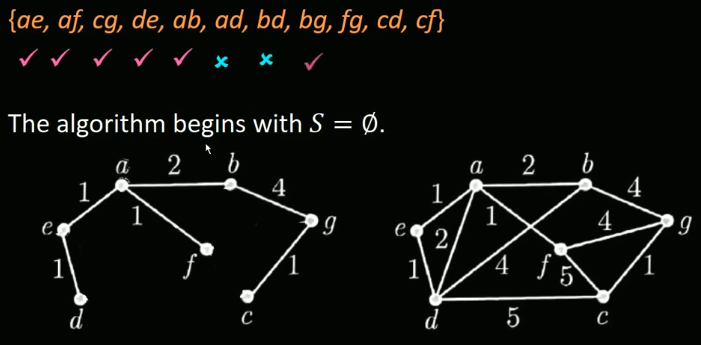 {ae, af, cg, de, ab, ad, bd, bg, fg, cd, cf}
✓ ✓ ✓ ✓ ✓ × × ✓
The algorithm begins with S = ∅.
a 2 b
1 1 4
e g
1 f 1
d c
a 2 b
1 1 4
e 2 4 g
1 4 f 5 1
d 5 c